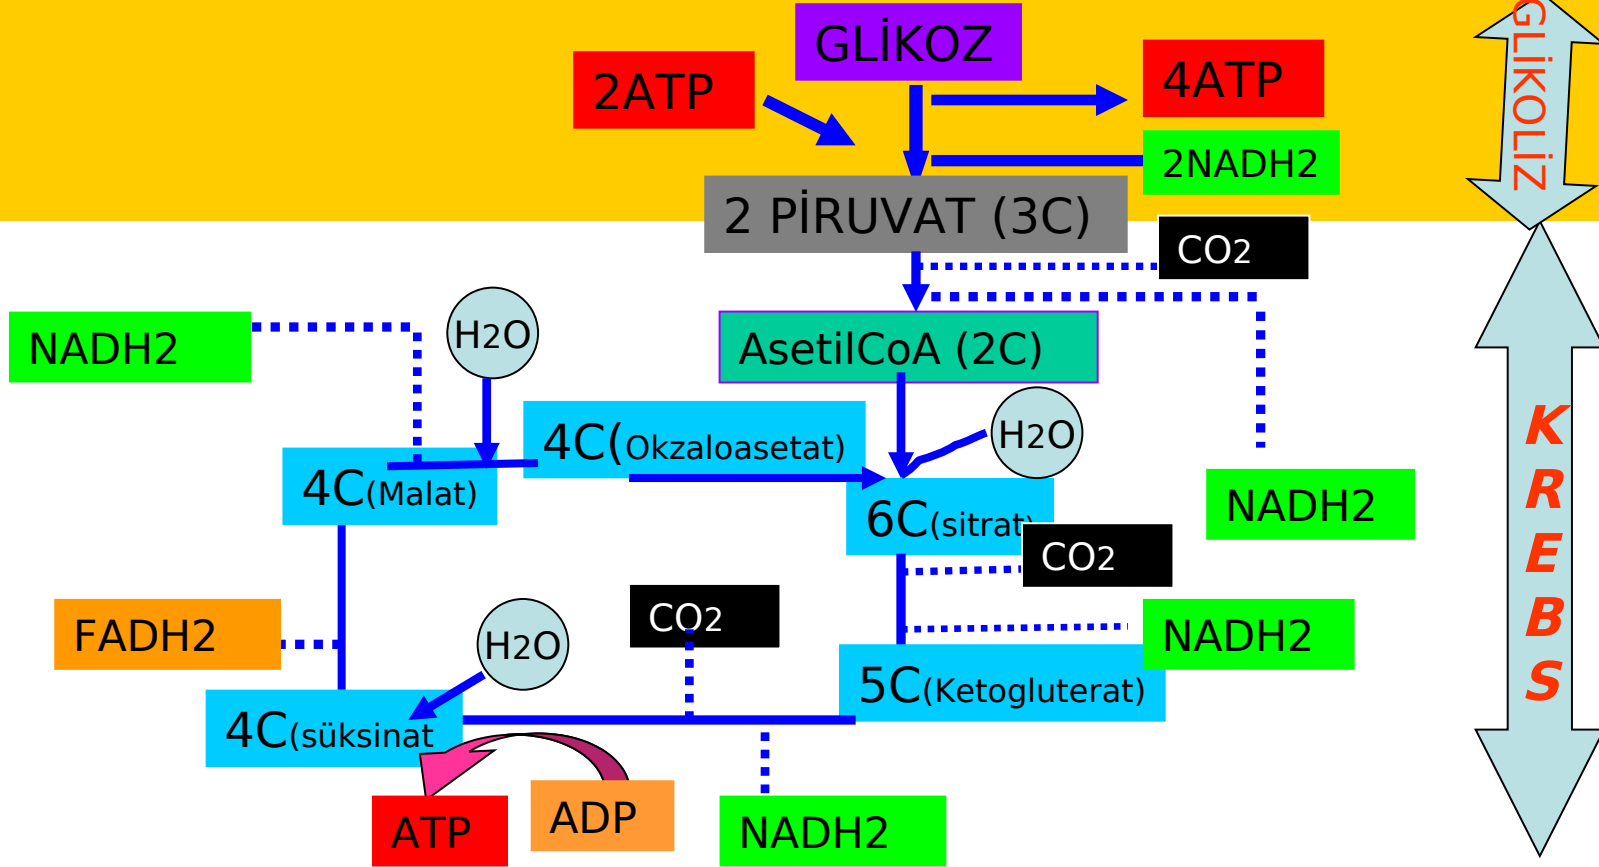 GLİKOZ
2ATP
4ATP
2NADH2
GLİKOLİZ
2 PİRUVAT (3C)
CO2
NADH2
H2O
AsetilCoA (2C)
4C(Okzaloasetat)
H2O
4C(Malat)
6C(sitrat)
NADH2
CO2
KREBS
FADH2
H2O
CO2
NADH2
5C(Ketogluterat)
4C(süksinat
ATP
ADP
NADH2